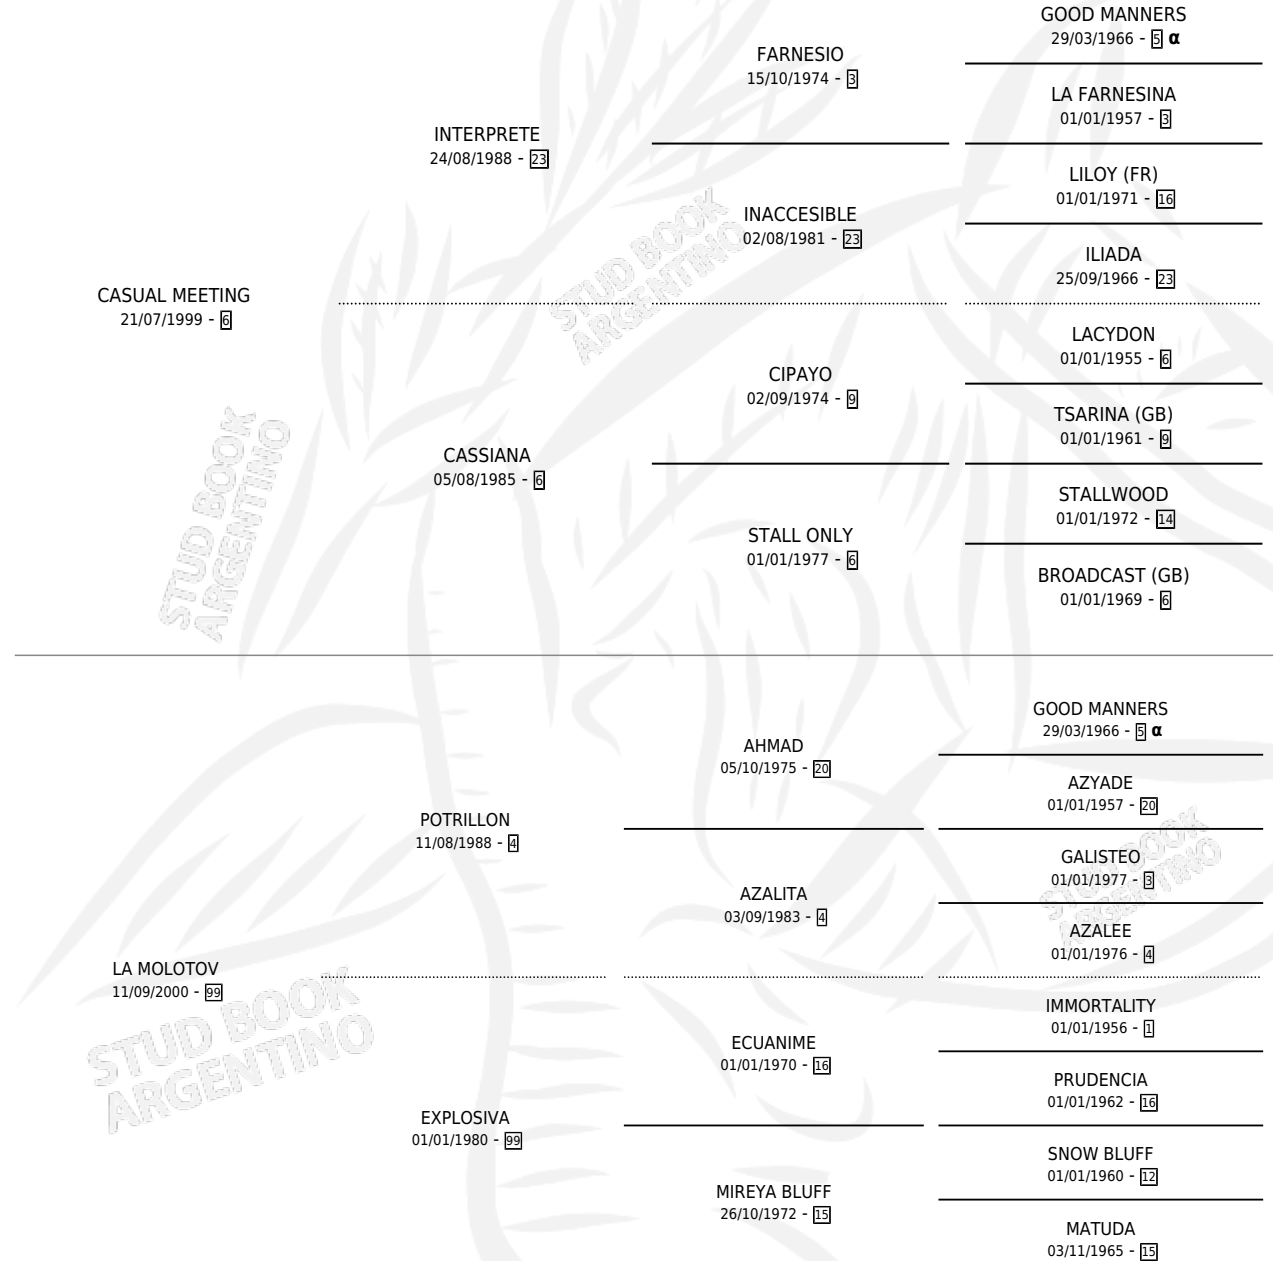 GOOD MANNERS
29/03/1966 - 5 α
FARNESIO
15/10/1974 - 3
LA FARNESINA
01/01/1957 - 3
INTERPRETE
24/08/1988 - 23
LILOY (FR)
01/01/1971 - 16
INACCESIBLE
02/08/1981 - 23
ILIADA
25/09/1966 - 23
CASUAL MEETING
21/07/1999 - 6
LACYDON
01/01/1955 - 6
CIPAYO
02/09/1974 - 9
TSARINA (GB)
01/01/1961 - 9
CASSIANA
05/08/1985 - 6
STALLWOOD
01/01/1972 - 14
STALL ONLY
01/01/1977 - 6
BROADCAST (GB)
01/01/1969 - 6
STUD BOOK
ARGENTINO
STUD BOOK
ARGENTINO
GOOD MANNERS
29/03/1966 - 5 α
AHMAD
05/10/1975 - 20
AZYADE
01/01/1957 - 20
POTRILLON
11/08/1988 - 4
GALISTEO
01/01/1977 - 3
AZALITA
03/09/1983 - 4
AZALEE
01/01/1976 - 4
LA MOLOTOV
11/09/2000 - 99
IMMORTALITY
01/01/1956 - 1
ECUANIME
01/01/1970 - 16
PRUDENCIA
01/01/1962 - 16
EXPLOSIVA
01/01/1980 - 99
SNOW BLUFF
01/01/1960 - 12
MIREYA BLUFF
26/10/1972 - 15
MATUDA
03/11/1965 - 15
STUD BOOK
ARGENTINO
STUD BOOK
ARGENTINO